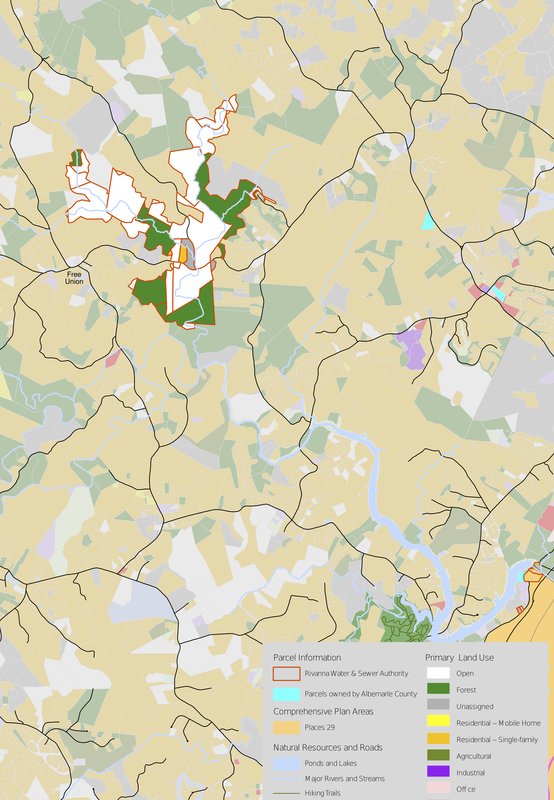 Free
Union
Parcel Information
Rivanna Water & Sewer Authority
Parcels owned by Albemarle County
Comprehensive Plan Areas
Places 29
Natural Resources and Roads
Ponds and Lakes
Major Rivers and Streams
Hiking Trails
Primary Land Use
Open
Forest
Unassigned
Residential – Mobile Home
Residential – Single-family
Agricultural
Industrial
Office